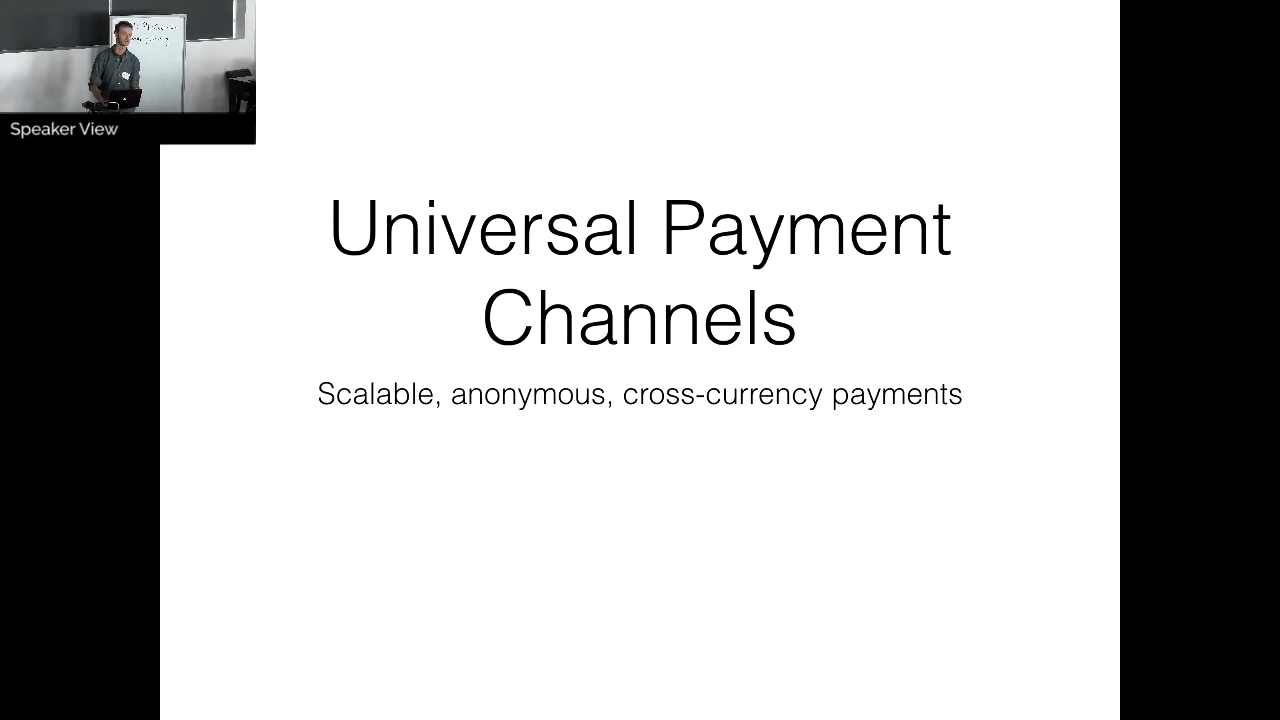 Speaker View
Universal Payment
Channels
Scalable, anonymous, cross-currency payments